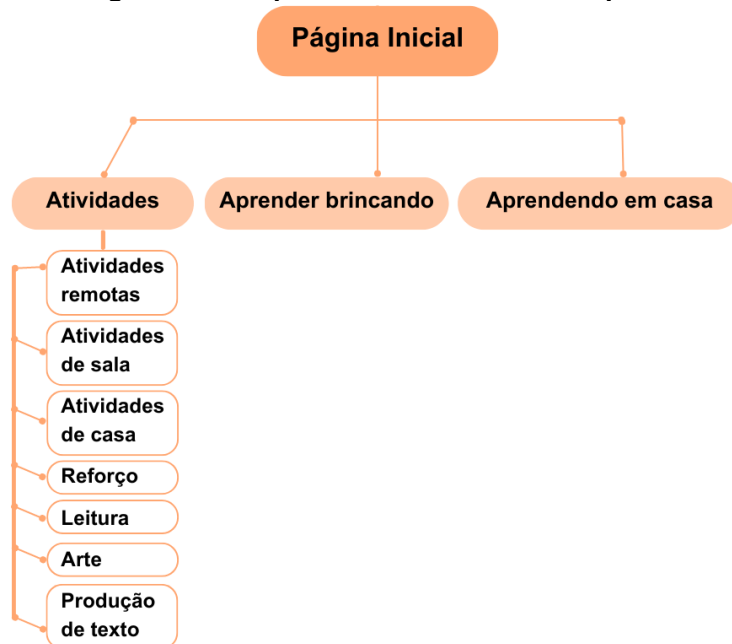 Página Inicial
Atividades
Aprender brincando
Aprendendo em casa
Atividades
remotas
Atividades
de sala
Atividades
de casa
Reforço
Leitura
Arte
Produção
de texto